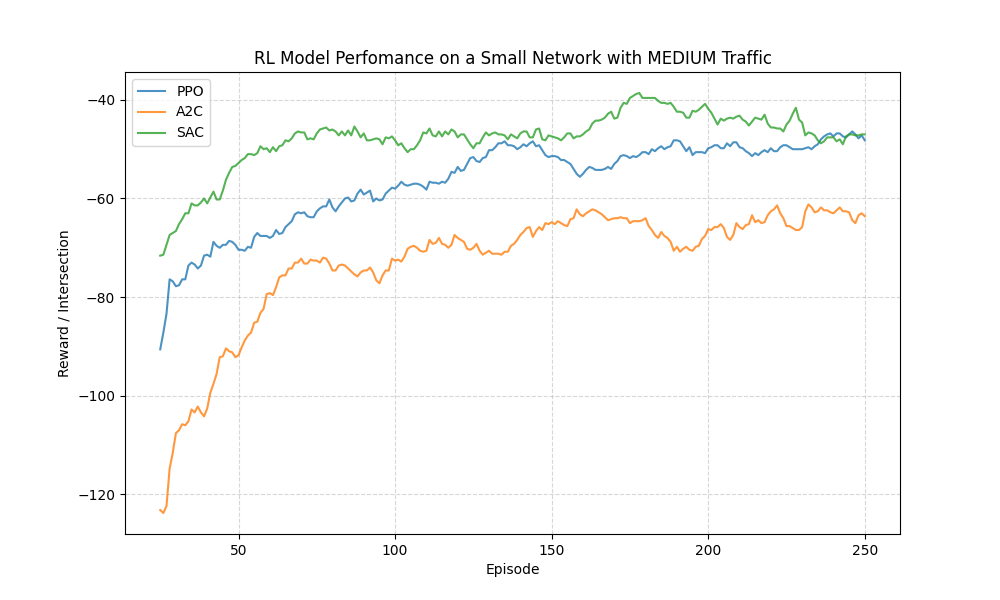 RL Model Perfomance on a Small Network with MEDIUM Traffic
PPO
A2C
SAC
Reward / Intersection
−40
−60
−80
−100
−120
50
100
150
200
250
Episode